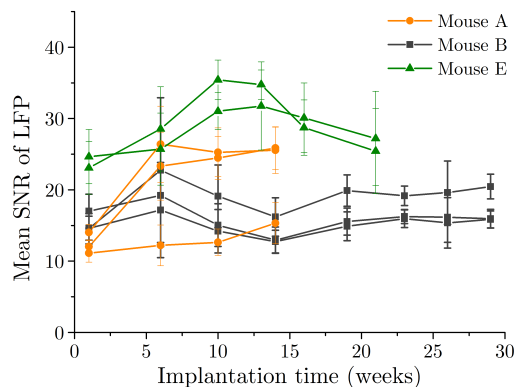 Mean SNR of LFP
40
30
20
10
0
0 5 10 15 20 25 30
Implantation time (weeks)
Mouse A
Mouse B
Mouse E